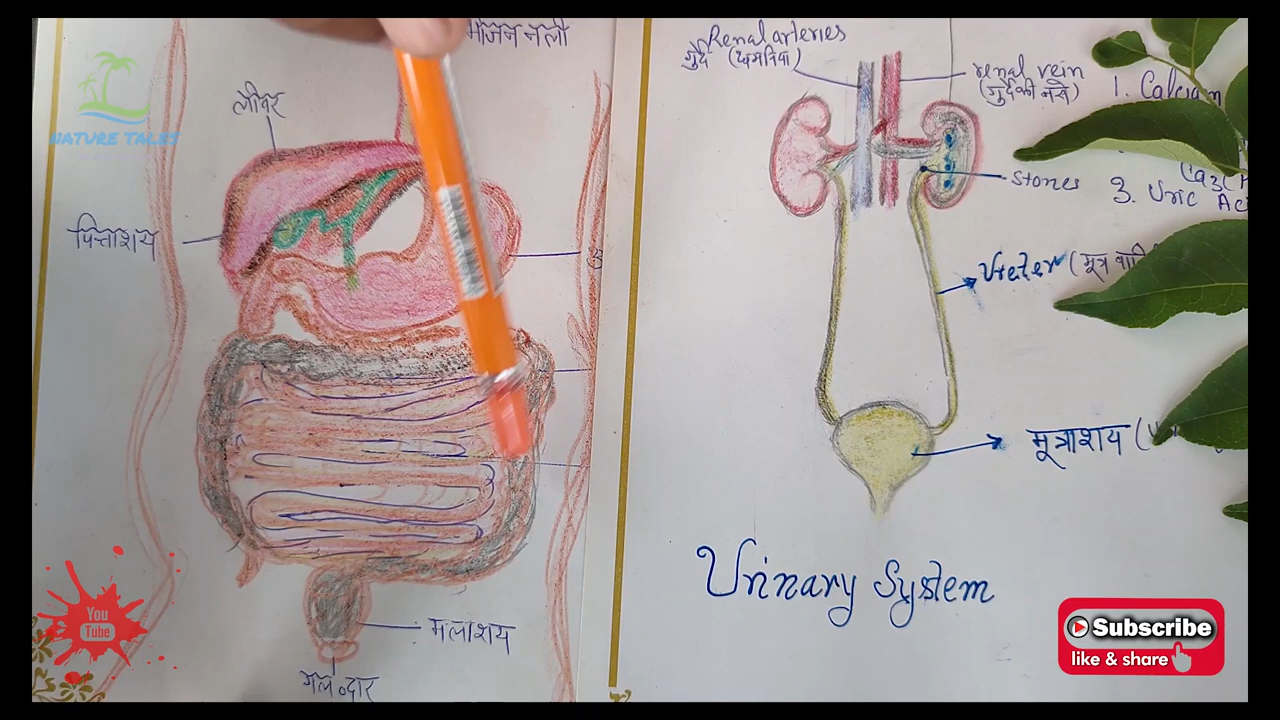 भोजन नली
लीवर
NATURE TALES
पित्ताशय
मलाशय
मल०दार
Renal arteries
गुर्दे (धमनियां)
renal vein
(गुर्दे की नसें)
1. Calcium
Stones
3. Uric Ac
Ureter (मूत्र
मूत्राशय
Urinary System
You
Tube
Subscribe
like & share